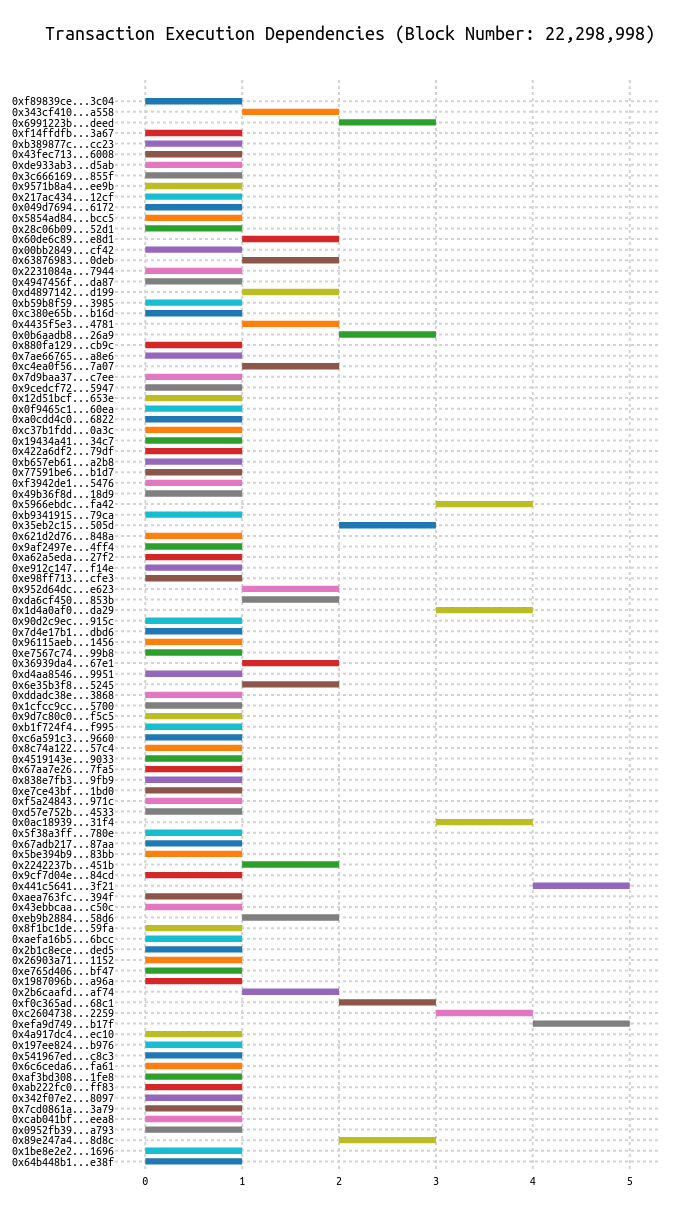 Transaction Execution Dependencies (Block Number: 22,298,998)
0xf89839ce...3c04
0x343cf410...a558
0x6991223b...deed
0xf14ffdfb...3a67
0xb389877c...cc23
0x43fec713...6008
0xde933ab3...d5ab
0x3c666169...855f
0x9571b8a4...ee9b
0x217ac434...12cf
0x049d7694...6172
0x5854ad84...bcc5
0x28c06b09...52d1
0x60de6c89...e8d1
0x00bb2849...cf42
0x63876983...0deb
0x2231084a...7944
0x4947456f...da87
0xd4897142...d199
0xb59b8f59...3985
0xc380e65b...b16d
0x4435f5e3...4781
0x0b6aadb8...26a9
0x880fa129...cb9c
0x7ae66765...a8e6
0xc4ea0f56...7a07
0x7d9baa37...c7ee
0x9cedcf72...5947
0x12d51bcf...653e
0x0f9465c1...60ea
0xa0cdd4c0...6822
0xc37b1fdd...0a3c
0x19434a41...34c7
0x422a6df2...79df
0xb657eb61...a2b8
0x77591be6...b1d7
0xf3942de1...5476
0x49b36f8d...18d9
0x5966ebdc...fa42
0xb9341915...79ca
0x35eb2c15...505d
0x621d2d76...848a
0x9af2497e...4ff4
0xa62a5eda...27f2
0xe912c147...f14e
0xe98ff713...cfe3
0x952d64dc...e623
0xda6cf450...853b
0x1d4a0af0...da29
0x90d2c9ec...915c
0x7d4e17b1...dbd6
0x96115aeb...1456
0xe7567c74...99b8
0x36939da4...67e1
0xd4aa8546...9951
0x6e35b3f8...5245
0xddadc38e...3868
0x1cfcc9cc...5700
0x9d7c80c0...f5c5
0xb1f724f4...f995
0xc6a591c3...9660
0x8c74a122...57c4
0x4519143e...9033
0x67aa7e26...7fa5
0x838e7fb3...9fb9
0xe7ce43bf...1bd0
0xf5a24843...971c
0xd57e752b...4533
0x0ac18939...31f4
0x5f38a3ff...780e
0x67adb217...87aa
0x5be394b9...83bb
0x2242237b...451b
0x9cf7d04e...84cd
0x441c5641...3f21
0xaea763fc...394f
0x43ebbcaa...c50c
0xeb9b2884...58d6
0x8f1bc1de...59fa
0xaefa16b5...6bcc
0x2b1c8ece...ded5
0x26903a71...1152
0xe765d406...bf47
0x1987096b...a96a
0x2b6caafd...af74
0xf0c365ad...68c1
0xc2604738...2259
0xefa9d749...b17f
0x4a917dc4...ec10
0x197ee824...b976
0x541967ed...c8c3
0x6c6ceda6...fa61
0xaf3bd308...1fe8
0xab222fc0...ff83
0x342f07e2...8097
0x7cd0861a...3a79
0xcab041bf...eea8
0x0952fb39...a793
0x89e247a4...8d8c
0x1be8e2e2...1696
0x64b448b1...e38f
0 1 2 3 4 5